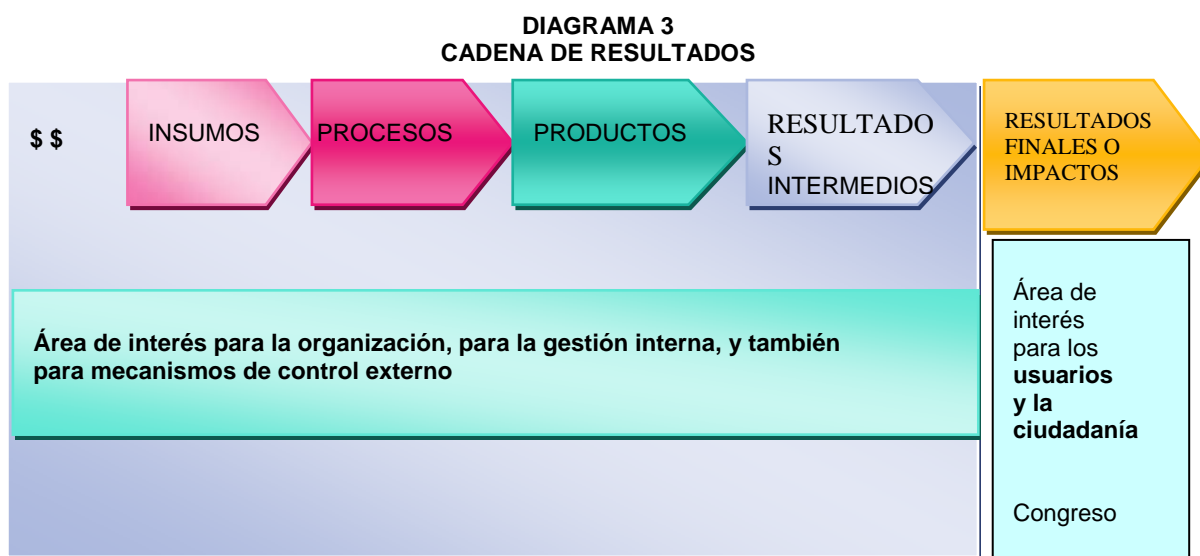 DIAGRAMA 3
CADENA DE RESULTADOS
$ $
INSUMOS
PROCESOS
PRODUCTOS
RESULTADO
S
INTERMEDIOS
RESULTADOS
FINALES O
IMPACTOS
Área de interés para la organización, para la gestión interna, y también
para mecanismos de control externo
Área de
interés
para los
usuarios
y la
ciudadanía
Congreso